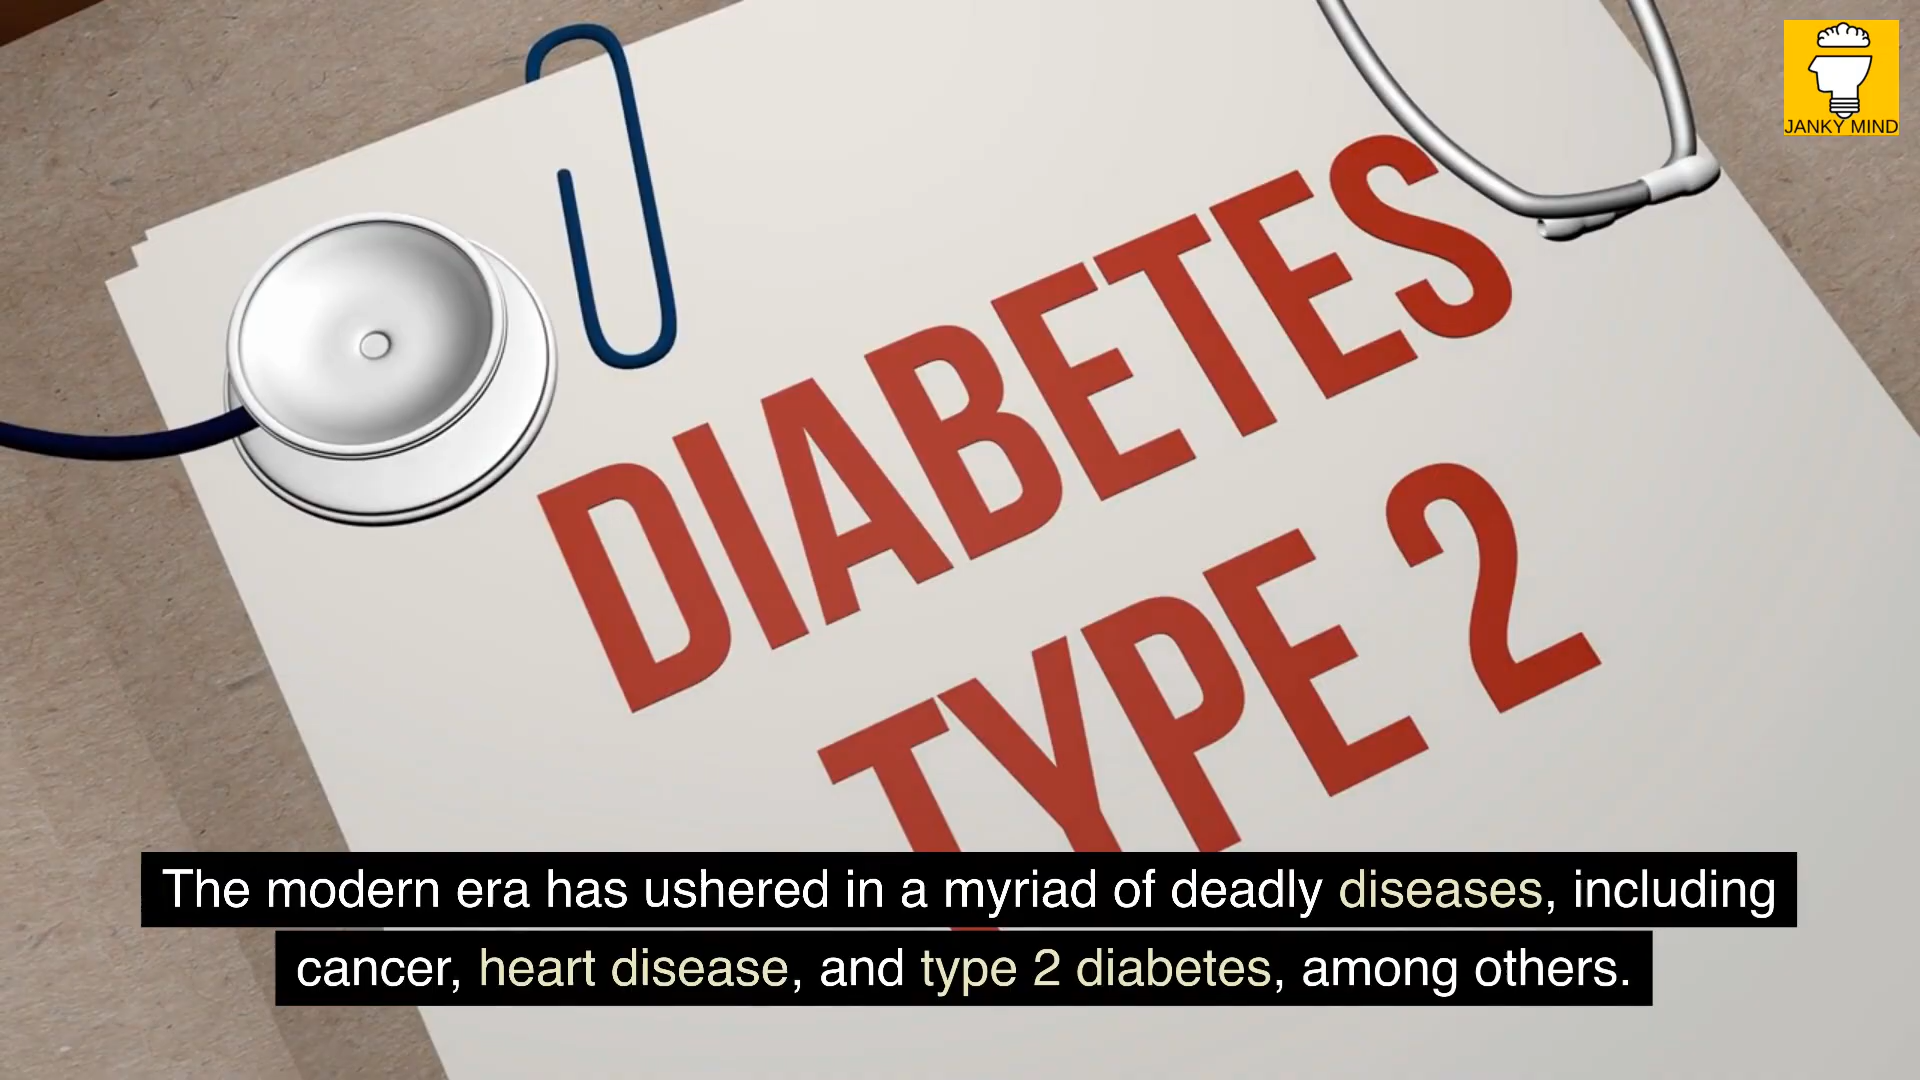 JANKY MIND
DIABETES
TYPE 2
The modern era has ushered in a myriad of deadly diseases, including
cancer, heart disease, and type 2 diabetes, among others.